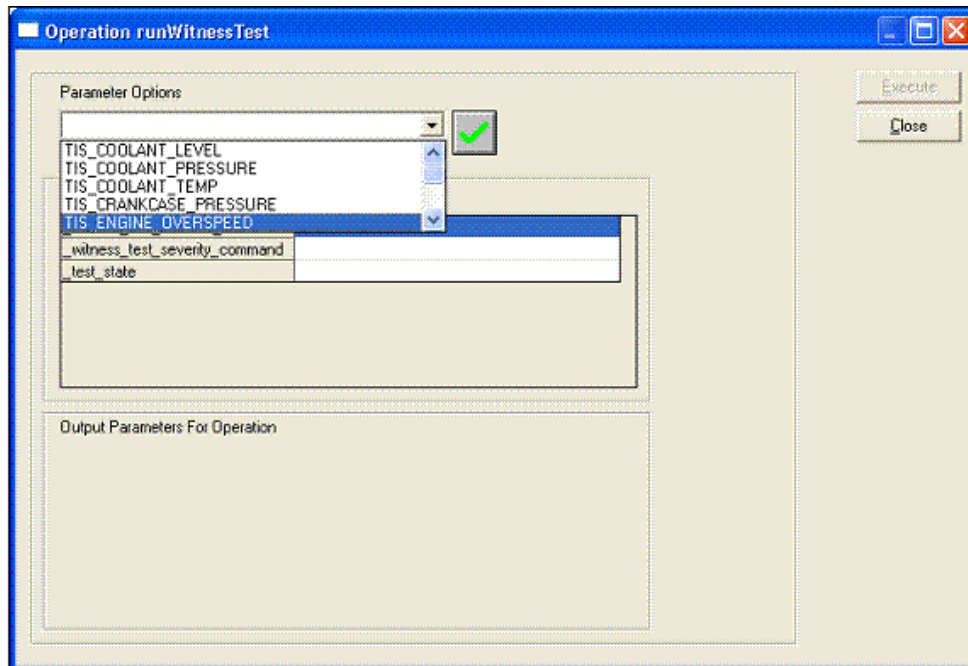 Operation runWitnessTest
Parameter Options
Execute
Close
TIS_COOLANT_LEVEL
TIS_COOLANT_PRESSURE
TIS_COOLANT_TEMP
TIS_CRANKCASE_PRESSURE
TIS_ENGINE_OVERSPEED
_witness_test_severity_command
_test_state
Output Parameters For Operation